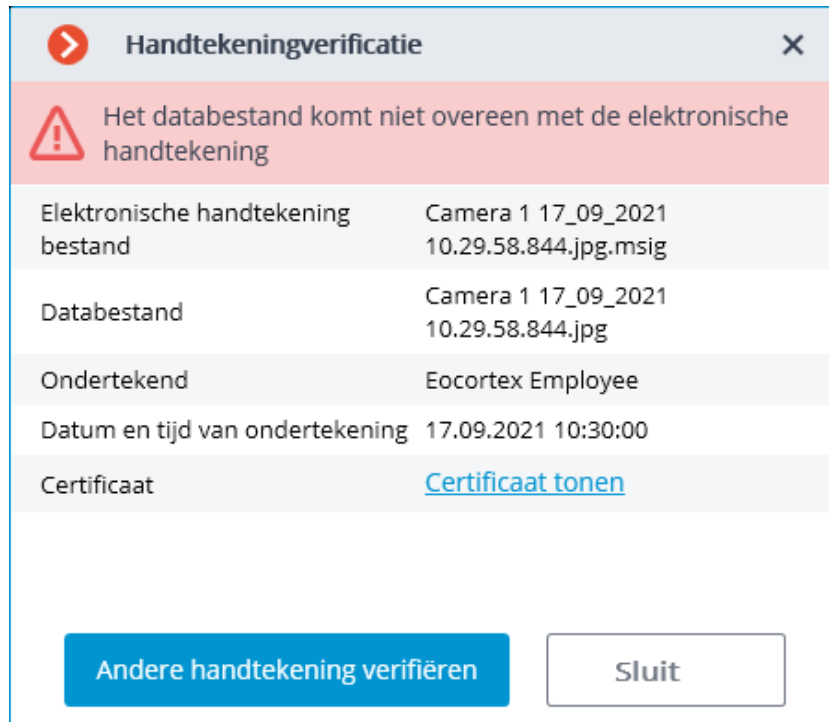 Handtekeningverificatie
Het databestand komt niet overeen met de elektronische
handtekening
Elektronische handtekening
bestand
Camera 1 17_09_2021
10.29.58.844.jpg.msig
Databestand
Camera 1 17_09_2021
10.29.58.844.jpg
Ondertekend
Eocortex Employee
Datum en tijd van ondertekening
17.09.2021 10:30:00
Certificaat
Certificaat tonen
Andere handtekening verifiëren
Sluit